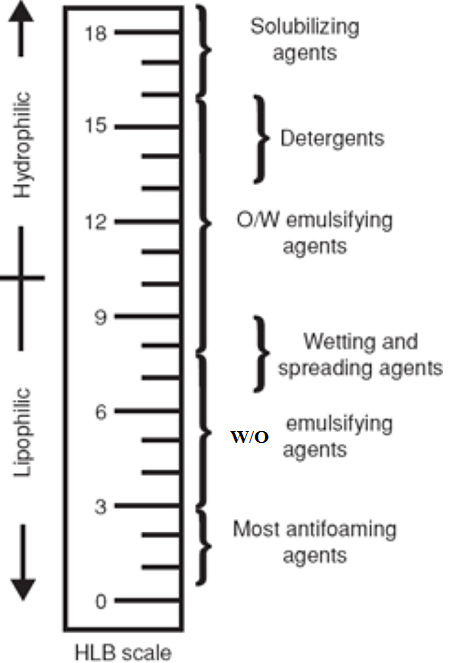 Hydrophilic
Lipophilic
18
15
12
9
6
3
0
Solubilizing
agents
Detergents
O/W emulsifying
agents
Wetting and
spreading agents
W/O emulsifying
agents
Most antifoaming
agents
HLB scale